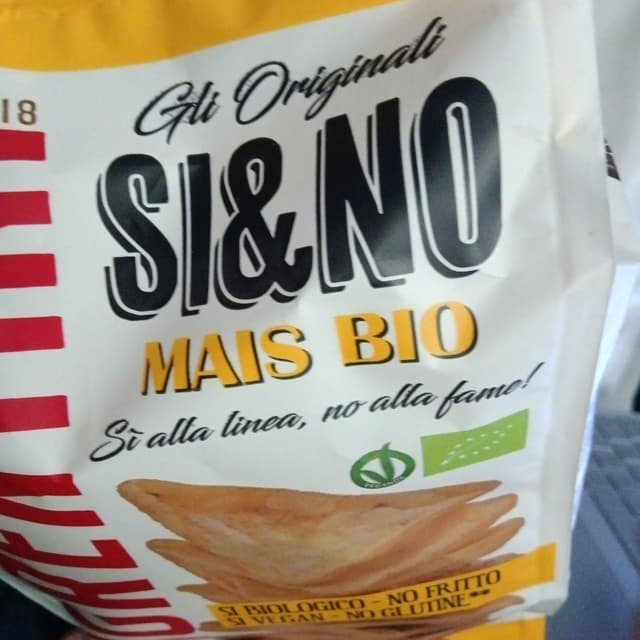 18
Gli Originali
SI&NO
MAIS BIO
Sì alla linea, no alla fame!
SI BIOLOGICO - NO FRITTO
SI VEGAN - NO GLUTINE**